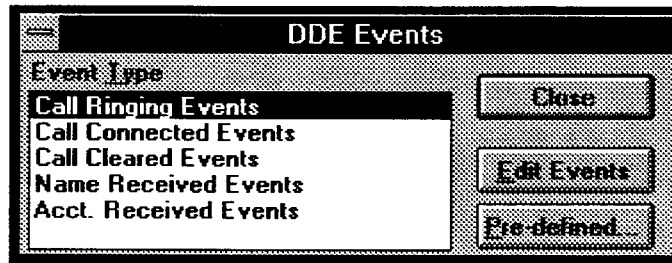 DDE Events
Event Type
Call Ringing Events
Call Connected Events
Call Cleared Events
Name Received Events
Acct. Received Events
Close
Edit Events
Pre-defined...